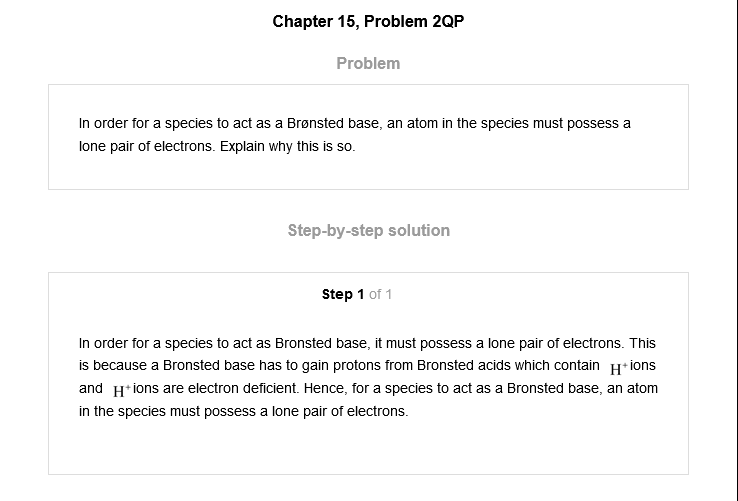 Chapter 15, Problem 2QP
Problem
In order for a species to act as a Brønsted base, an atom in the species must possess a
lone pair of electrons. Explain why this is so.
Step-by-step solution
Step 1 of 1
In order for a species to act as Bronsted base, it must possess a lone pair of electrons. This
is because a Bronsted base has to gain protons from Bronsted acids which contain H⁺ions
and H⁺ions are electron deficient. Hence, for a species to act as a Bronsted base, an atom
in the species must possess a lone pair of electrons.